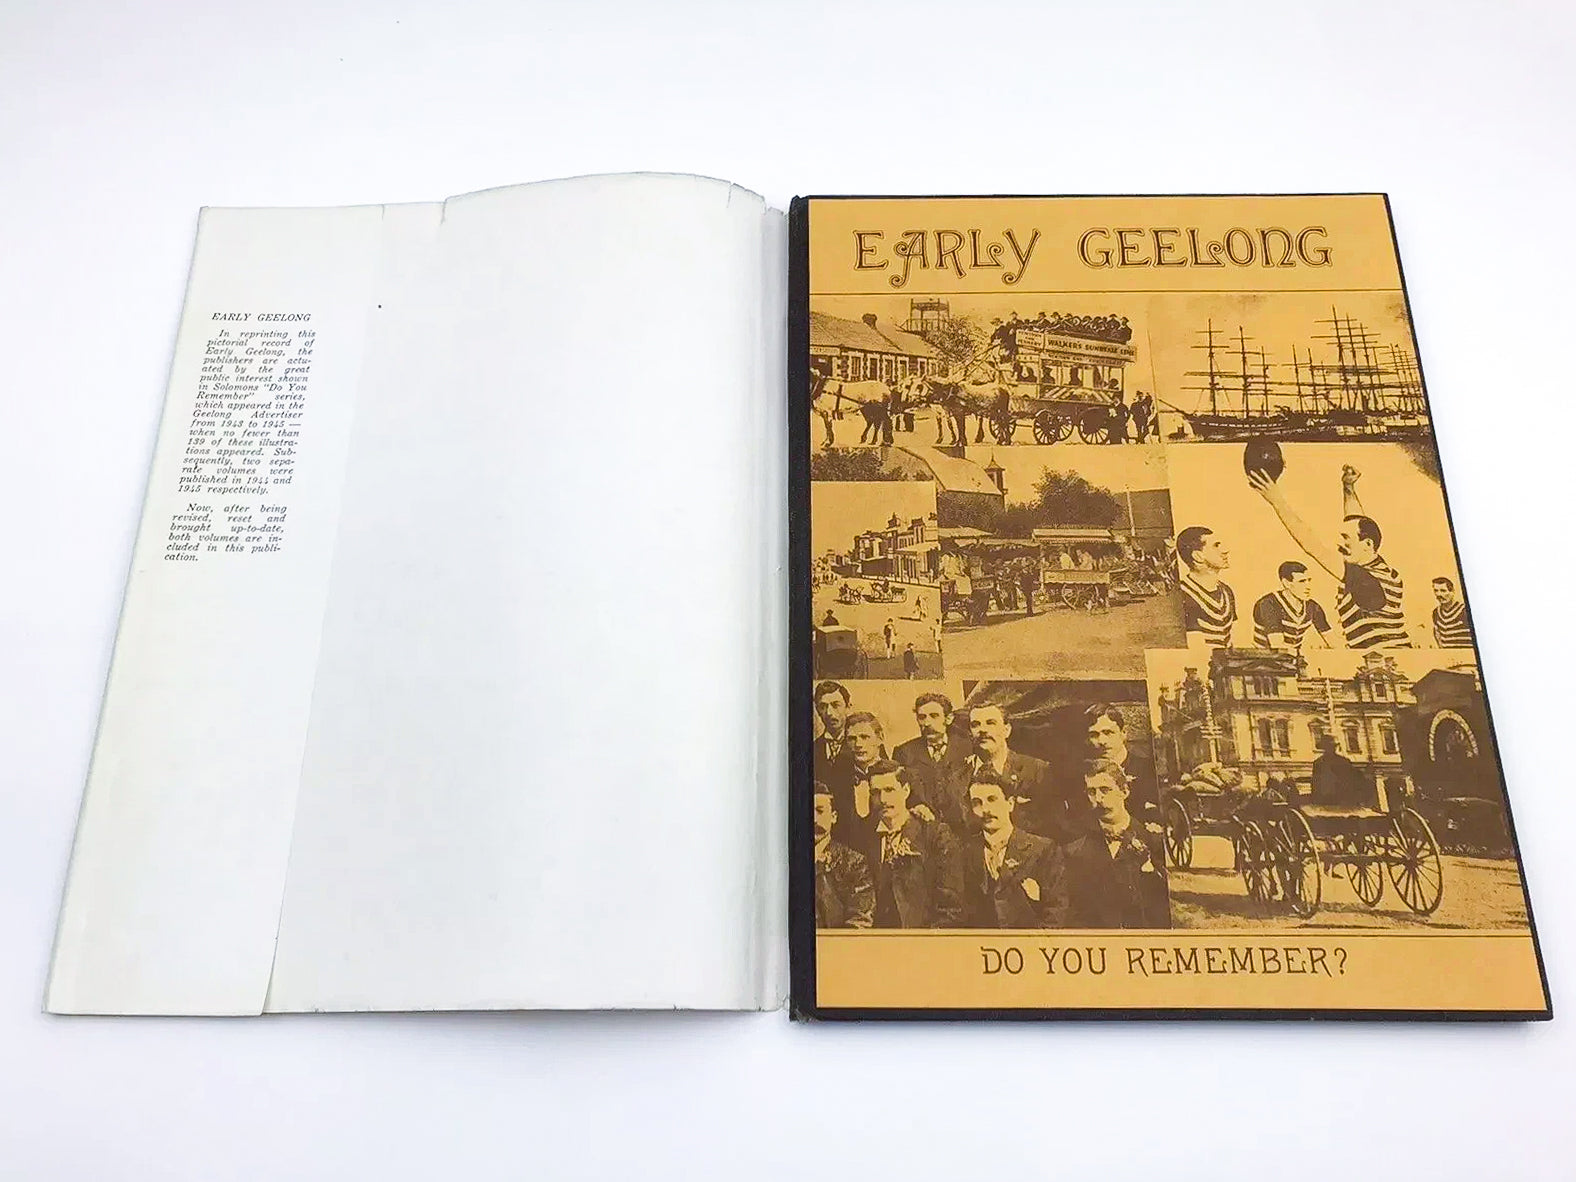 EARLY GEELONG
In reprinting this
pictorial record of
Early Geelong, the
publishers are actu-
ated by the great
public interest shown
in Solomons "Do You
Remember" series,
which appeared in the
Geelong Advertiser
from 1943 to 1945 —
when no fewer than
139 of these illustra-
tions appeared. Sub-
sequently, two sepa-
rate volumes were
published in 1944 and
1945 respectively.
Now, after being
revised, reset and
brought up-to-date,
both volumes are in-
cluded in this publi-
cation.
EARLY GEELONG
WALKER'S
LINE
DO YOU REMEMBER?